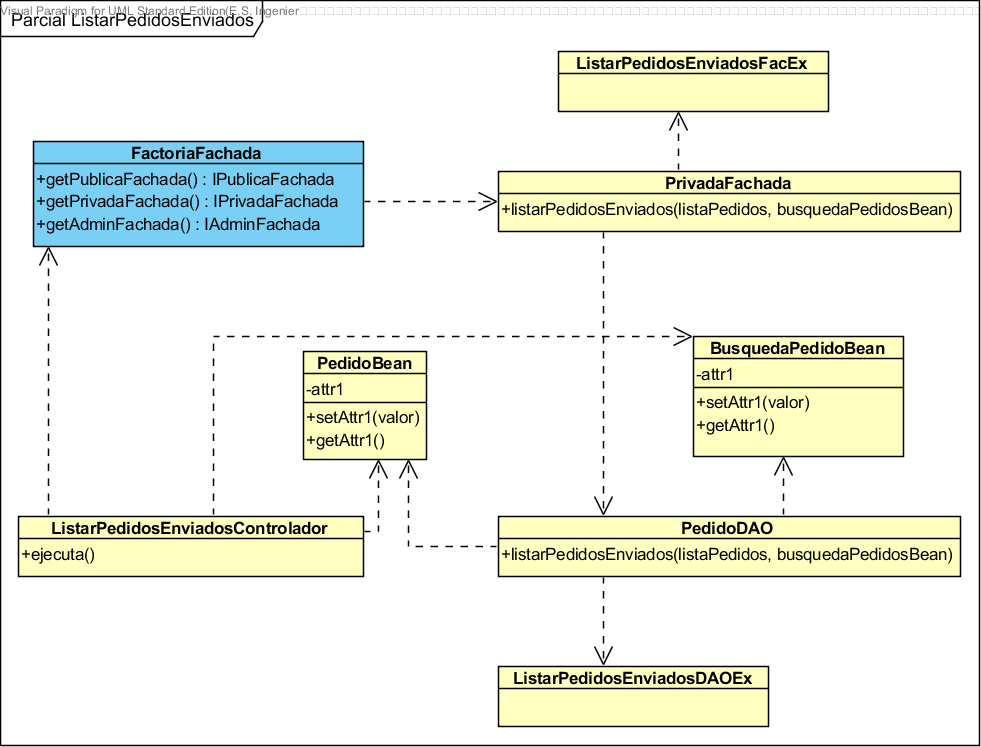 Visual Paradigm for UML Standard Edition(E.S. Ingenier
Parcial ListarPedidosEnviados
ListarPedidosEnviadosFacEx
FactoriaFachada
+getPublicaFachada() : IPublicaFachada
+getPrivadaFachada() : IPrivadaFachada
+getAdminFachada() : IAdminFachada
PrivadaFachada
+listarPedidosEnviados(listaPedidos, busquedaPedidosBean)
PedidoBean
-attr1
+setAttr1(valor)
+getAttr1()
BusquedaPedidoBean
-attr1
+setAttr1(valor)
+getAttr1()
ListarPedidosEnviadosControlador
+ejecuta()
PedidoDAO
+listarPedidosEnviados(listaPedidos, busquedaPedidosBean)
ListarPedidosEnviadosDAOEx